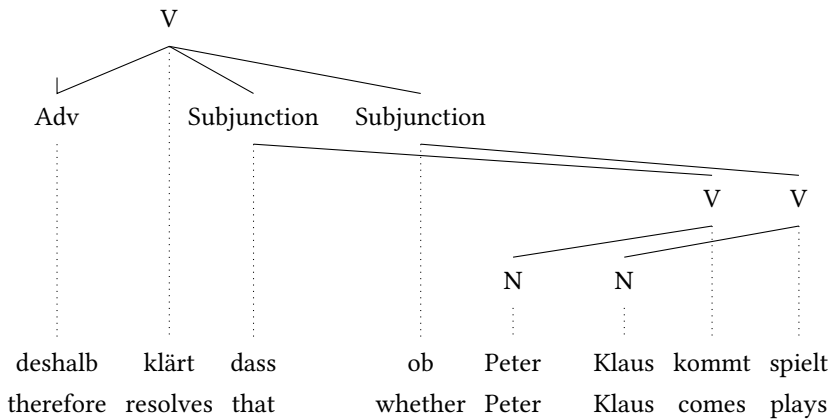 V
Adv Subjunction Subjunction
V V
N N
deshalb klärt dass ob Peter Klaus kommt spielt
therefore resolves that whether Peter Klaus comes plays